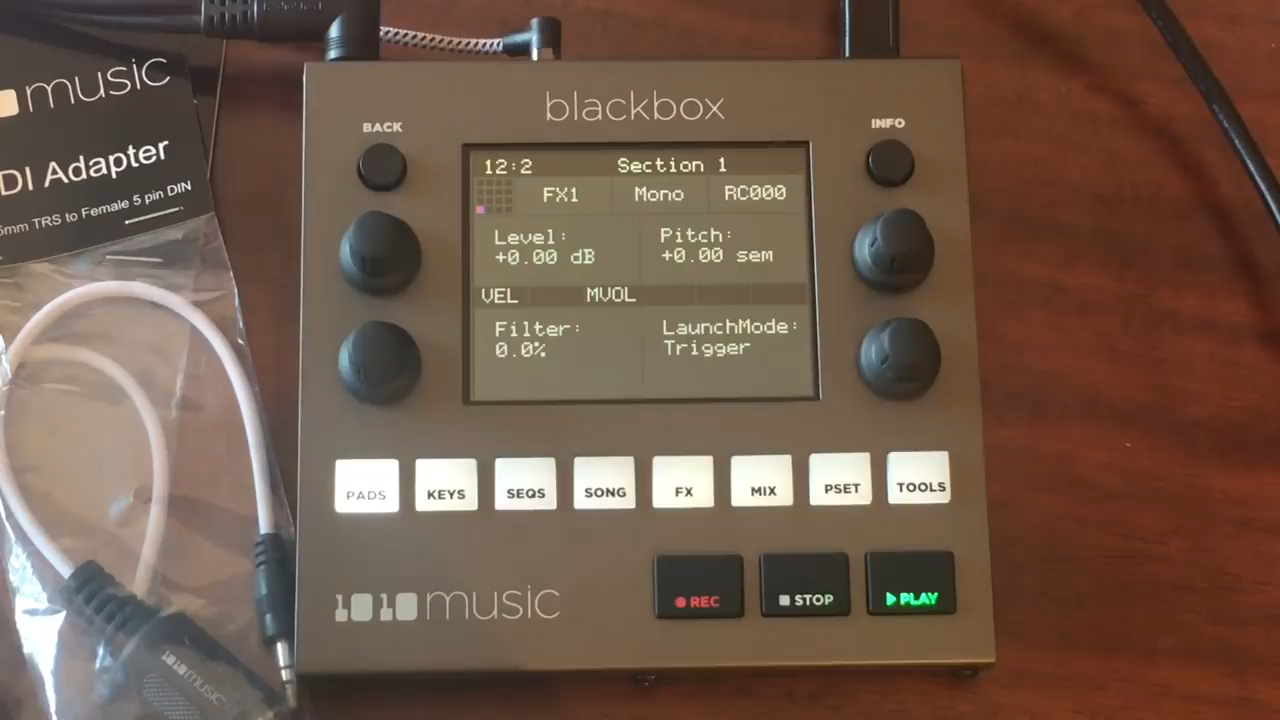 music
DI Adapter
5mm TRS to Female 5 pin DIN
blackbox
BACK
INFO
12:2 Section 1
FX1 Mono RC000
Level: Pitch:
+0.00 dB +0.00 sem
VEL MVOL
Filter: LaunchMode:
0.0% Trigger
PADS KEYS SEQS SONG FX MIX PSET TOOLS
REC STOP PLAY
1010music
1010music